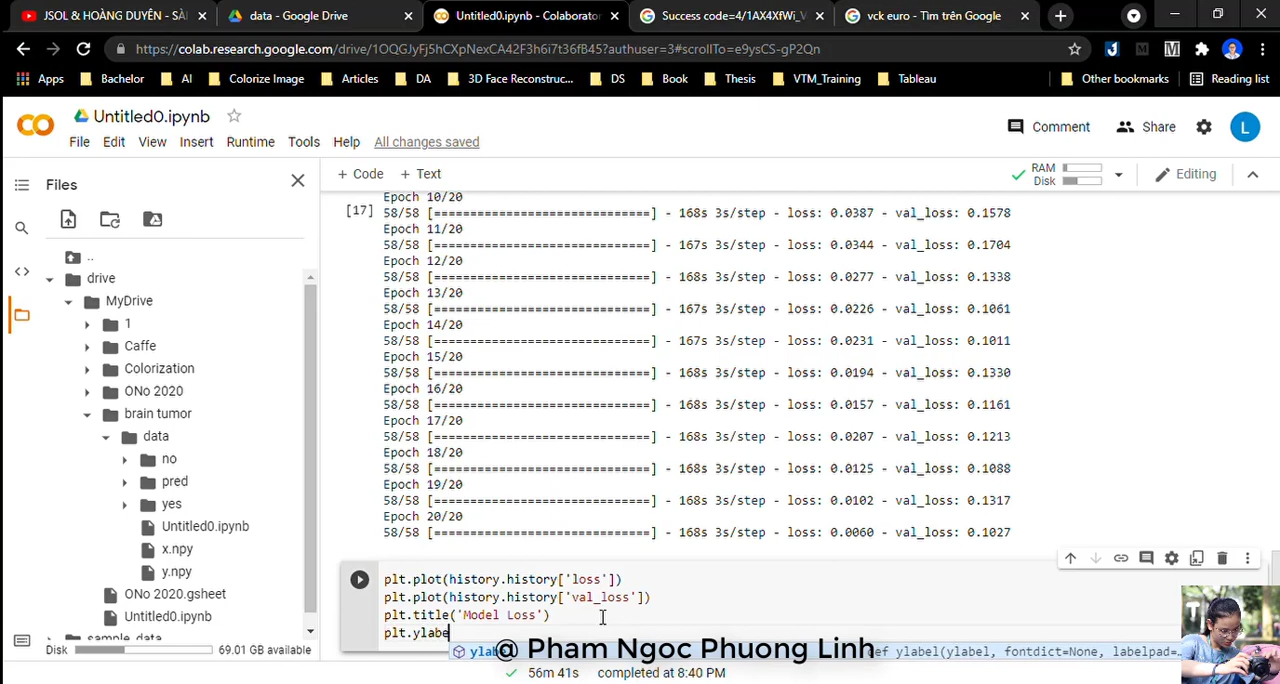 JSOL & HOÀNG DUYÊN - SÀI
data - Google Drive
Untitled0.ipynb - Colaborator
Success code=4/1AX4XfWi_V
vck euro - Tìm trên Google
https://colab.research.google.com/drive/1OQGJyFj5hCXpNexCA42F3h6i7t36fB45?authuser=3#scrollTo=e9ysCS-gP2Qn
Apps Bachelor AI Colorize Image Articles DA 3D Face Reconstruc... DS Book Thesis VTM_Training Tableau Other bookmarks Reading list
Untitled0.ipynb
File Edit View Insert Runtime Tools Help All changes saved
Comment Share L
Files
+ Code + Text
RAM
Disk
Editing
..
drive
MyDrive
1
Caffe
Colorization
ONo 2020
brain tumor
data
no
pred
yes
Untitled0.ipynb
x.npy
y.npy
ONo 2020.gsheet
Untitled0.ipynb
sample_data
Disk 69.01 GB available
Epoch 10/20
[17] 58/58 [==============================] - 168s 3s/step - loss: 0.0387 - val_loss: 0.1578
Epoch 11/20
58/58 [==============================] - 167s 3s/step - loss: 0.0344 - val_loss: 0.1704
Epoch 12/20
58/58 [==============================] - 168s 3s/step - loss: 0.0277 - val_loss: 0.1338
Epoch 13/20
58/58 [==============================] - 167s 3s/step - loss: 0.0226 - val_loss: 0.1061
Epoch 14/20
58/58 [==============================] - 167s 3s/step - loss: 0.0231 - val_loss: 0.1011
Epoch 15/20
58/58 [==============================] - 168s 3s/step - loss: 0.0194 - val_loss: 0.1330
Epoch 16/20
58/58 [==============================] - 168s 3s/step - loss: 0.0157 - val_loss: 0.1161
Epoch 17/20
58/58 [==============================] - 168s 3s/step - loss: 0.0207 - val_loss: 0.1213
Epoch 18/20
58/58 [==============================] - 168s 3s/step - loss: 0.0125 - val_loss: 0.1088
Epoch 19/20
58/58 [==============================] - 168s 3s/step - loss: 0.0102 - val_loss: 0.1317
Epoch 20/20
58/58 [==============================] - 168s 3s/step - loss: 0.0060 - val_loss: 0.1027
plt.plot(history.history['loss'])
plt.plot(history.history['val_loss'])
plt.title('Model Loss')
plt.ylabe
ef ylabel(ylabel, fontdict=None, labelpad=…
@ Pham Ngoc Phuong Linh
56m 41s completed at 8:40 PM